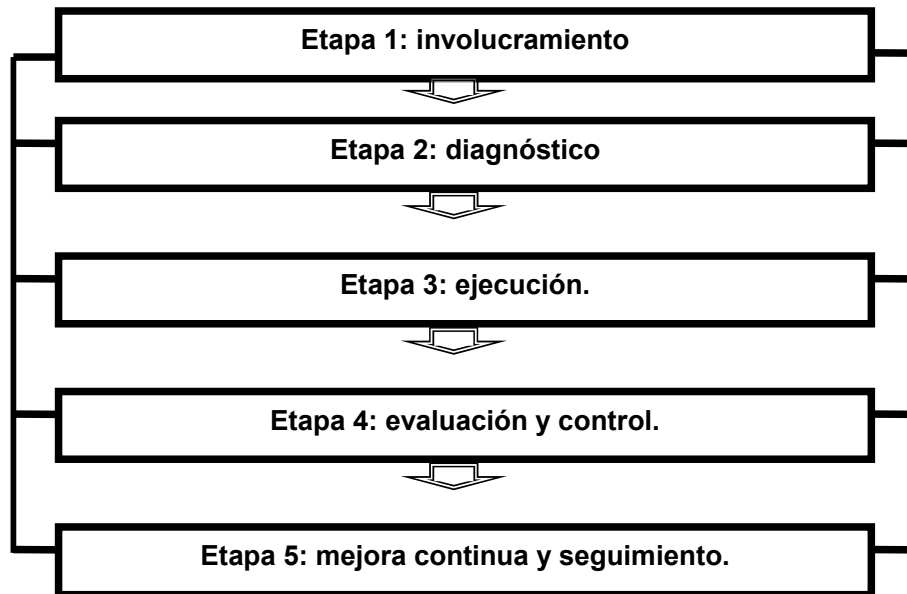 Etapa 1: involucramiento
Etapa 2: diagnóstico
Etapa 3: ejecución.
Etapa 4: evaluación y control.
Etapa 5: mejora continua y seguimiento.